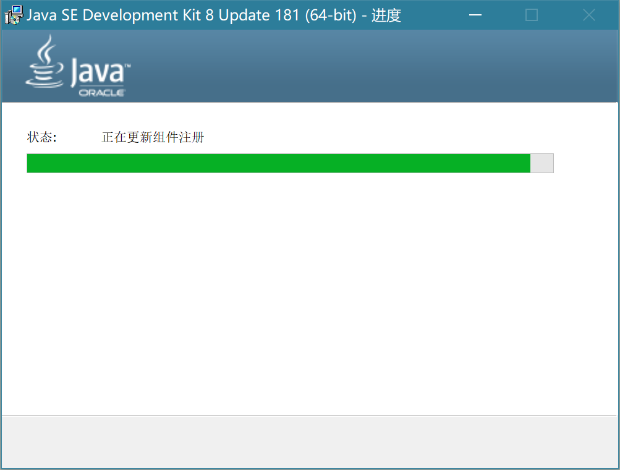 Java SE Development Kit 8 Update 181 (64-bit) - 进度
Java™
ORACLE
状态: 正在更新组件注册